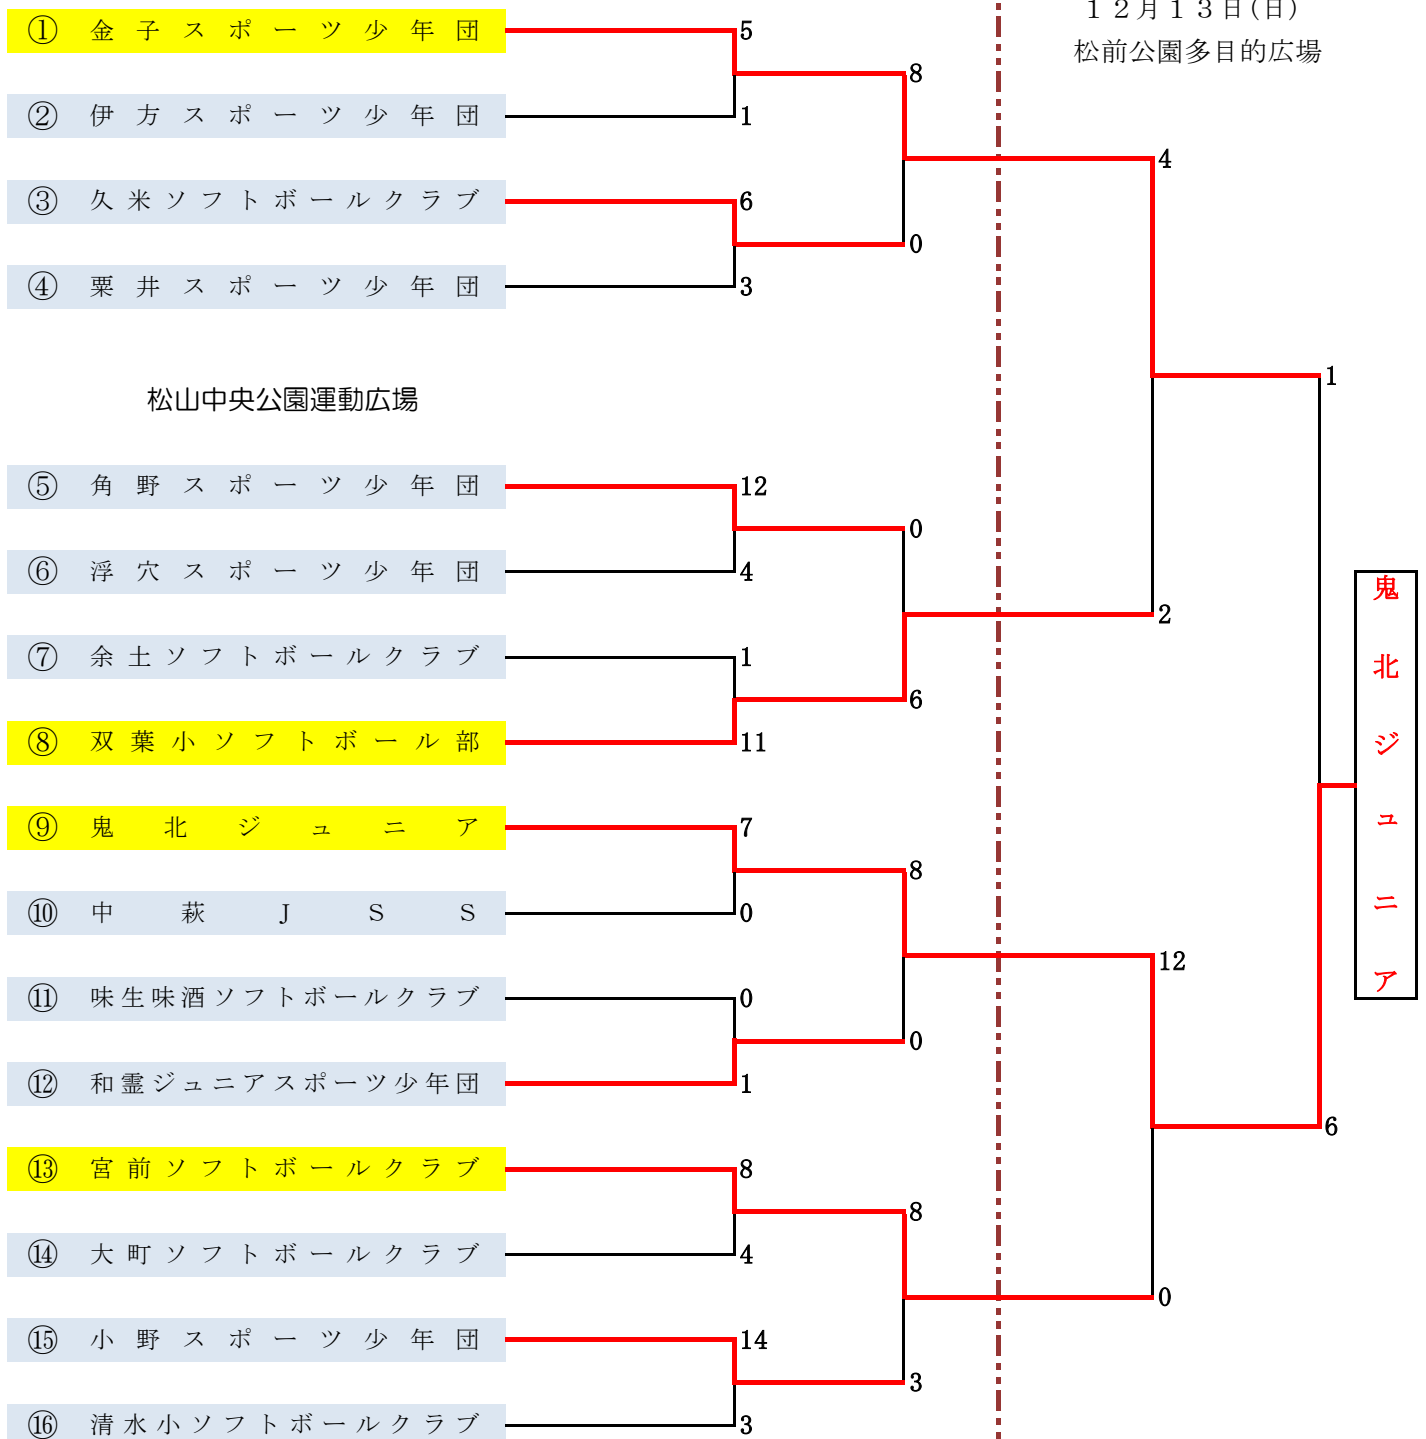 １２月１３日(日)
松前公園多目的広場
① 金子スポーツ少年団 5
8
② 伊方スポーツ少年団 1
4
③ 久米ソフトボールクラブ 6
0
④ 粟井スポーツ少年団 3
1
松山中央公園運動広場
⑤ 角野スポーツ少年団 12
0
⑥ 浮穴スポーツ少年団 4
2
⑦ 余土ソフトボールクラブ 1
6
⑧ 双葉小ソフトボール部 11
鬼北ジュニア
⑨ 鬼北ジュニア 7
8
⑩ 中萩JSS 0
12
⑪ 味生味酒ソフトボールクラブ 0
0
⑫ 和霊ジュニアスポーツ少年団 1
6
⑬ 宮前ソフトボールクラブ 8
8
⑭ 大町ソフトボールクラブ 4
0
⑮ 小野スポーツ少年団 14
3
⑯ 清水小ソフトボールクラブ 3